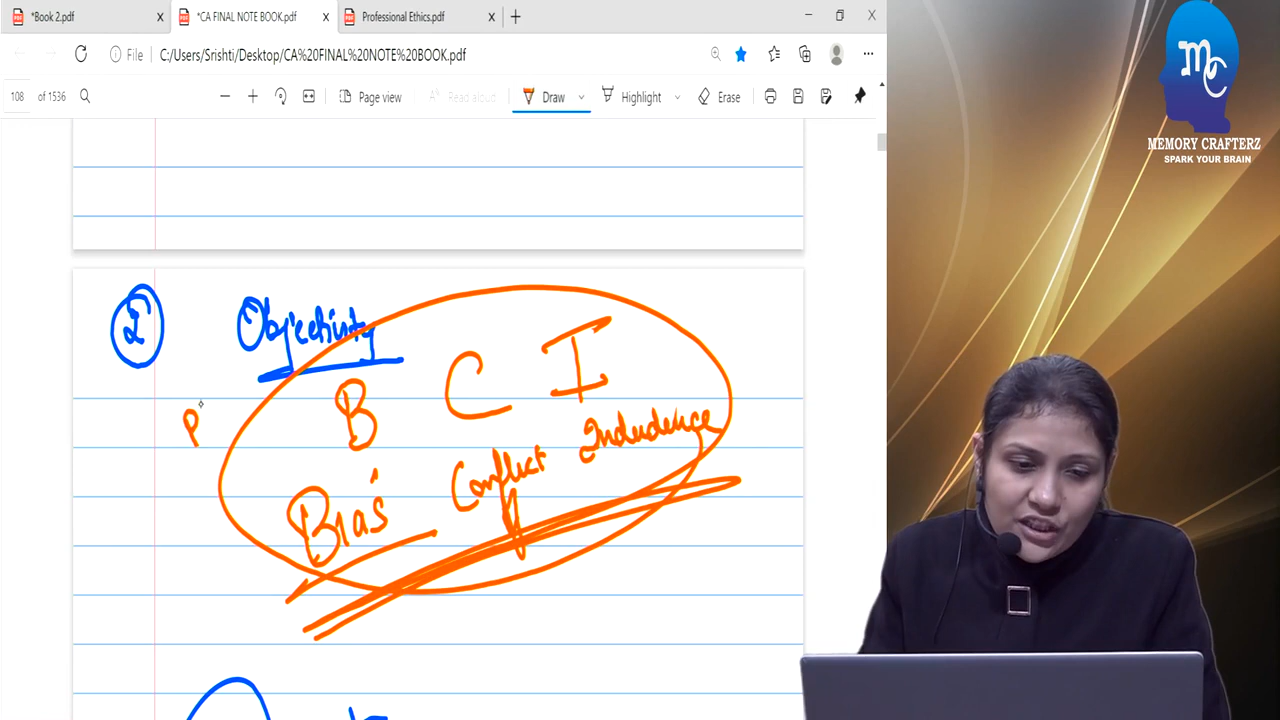 *Book 2.pdf
*CA FINAL NOTE BOOK.pdf
Professional Ethics.pdf
File C:/Users/Srishti/Desktop/CA%20FINAL%20NOTE%20BOOK.pdf
108 of 1536
Page view
Read aloud
Draw
Highlight
Erase
MC
MEMORY CRAFTERZ
SPARK YOUR BRAIN
2 Objectivity
B C I
P
Bias Conflict